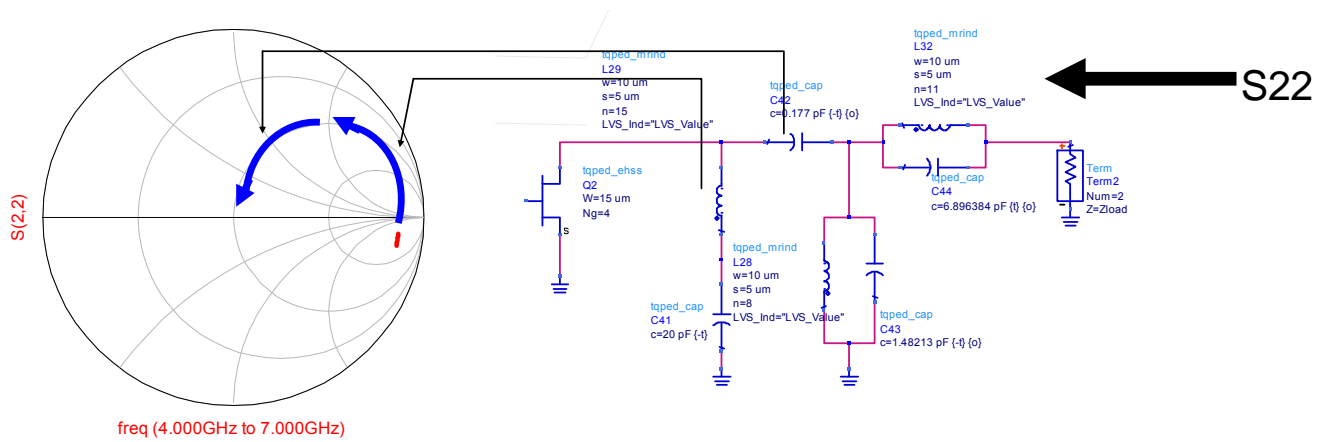 S(2,2)
freq (4.000GHz to 7.000GHz)
tqped_mrind
L29
w=10 um
s=5 um
n=15
LVS_Ind="LVS_Value"
tqped_cap
C42
c=0.177 pF {-t} {o}
tqped_mrind
L32
w=10 um
s=5 um
n=11
LVS_Ind="LVS_Value"
S22
tqped_ehss
Q2
W=15 um
Ng=4
S
tqped_cap
C44
c=6.896384 pF {t} {o}
+
-
Term
Term2
Num=2
Z=Zload
tqped_mrind
L28
w=10 um
s=5 um
n=8
LVS_Ind="LVS_Value"
tqped_cap
C41
c=20 pF {-t}
tqped_cap
C43
c=1.48213 pF {-t} {o}